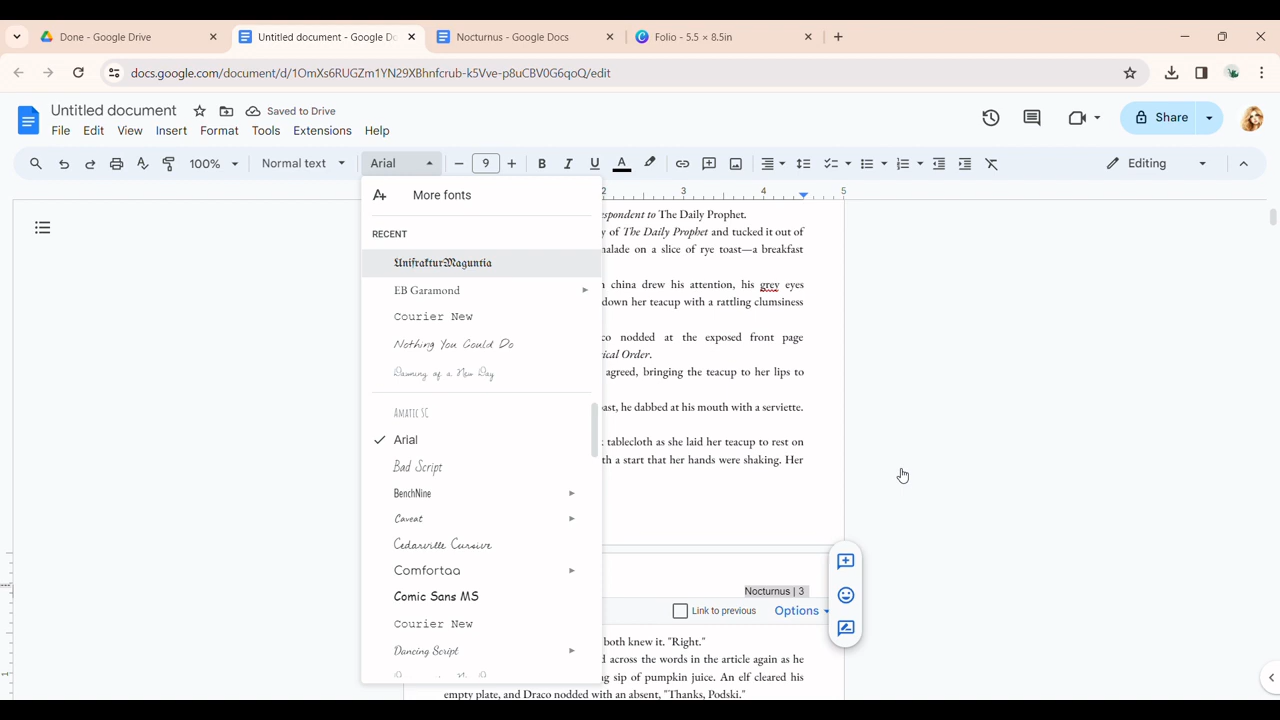 Done - Google Drive
Untitled document - Google Do
Nocturnus - Google Docs
Folio - 5.5 × 8.5in
docs.google.com/document/d/1OmXs6RUGZm1YN29XBhnfcrub-k5Vve-p8uCBV0G6qoQ/edit
Untitled document
Saved to Drive
File Edit View Insert Format Tools Extensions Help
Share
100% Normal text Arial 9 Editing
More fonts
RECENT
UnifrakturMaguntia
EB Garamond
Courier New
Nothing You Could Do
Dawning of a New Day
Amatic SC
Arial
Bad Script
BenchNine
Caveat
Cedarville Cursive
Comfortaa
Comic Sans MS
Courier New
Dancing Script
2 3 4 5
spondent to The Daily Prophet.
y of The Daily Prophet and tucked it out of
nalade on a slice of rye toast—a breakfast
n china drew his attention, his grey eyes
down her teacup with a rattling clumsiness
co nodded at the exposed front page
ical Order.
agreed, bringing the teacup to her lips to
ast, he dabbed at his mouth with a serviette.
tablecloth as she laid her teacup to rest on
th a start that her hands were shaking. Her
Nocturnus | 3
Link to previous Options
both knew it. "Right."
d across the words in the article again as he
ng sip of pumpkin juice. An elf cleared his
empty plate, and Draco nodded with an absent, "Thanks, Podski."
1